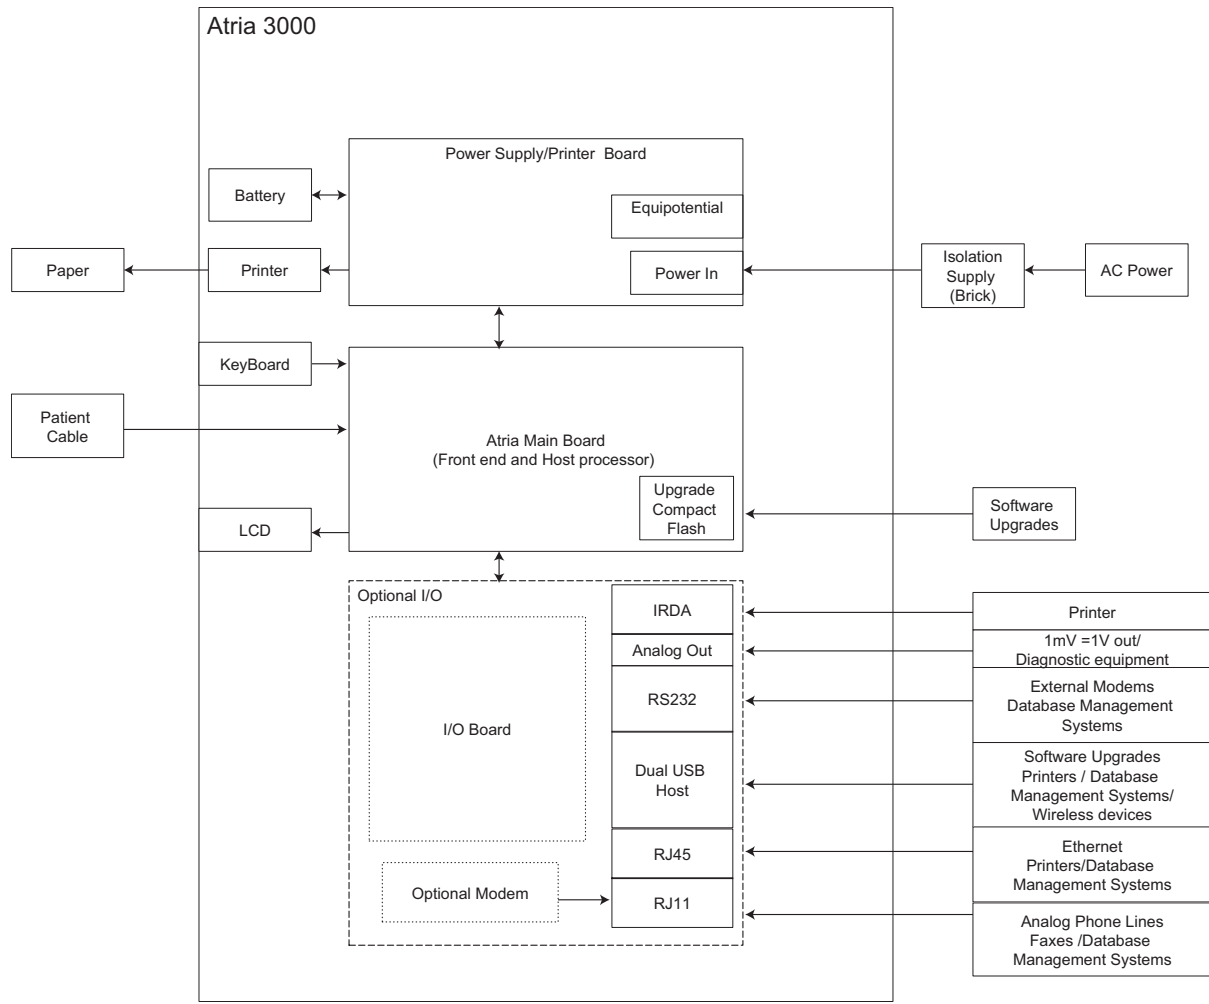 Atria 3000
Power Supply/Printer Board
Battery
Equipotential
Paper
Printer
Power In
Isolation
Supply
(Brick)
AC Power
KeyBoard
Patient
Cable
Atria Main Board
(Front end and Host processor)
Upgrade
Compact
Flash
Software
Upgrades
LCD
Optional I/O
IRDA
Printer
Analog Out
1mV =1V out/
Diagnostic equipment
RS232
External Modems
Database Management
Systems
I/O Board
Dual USB
Host
Software Upgrades
Printers / Database
Management Systems/
Wireless devices
RJ45
Ethernet
Printers/Database
Management Systems
Optional Modem
RJ11
Analog Phone Lines
Faxes /Database
Management Systems